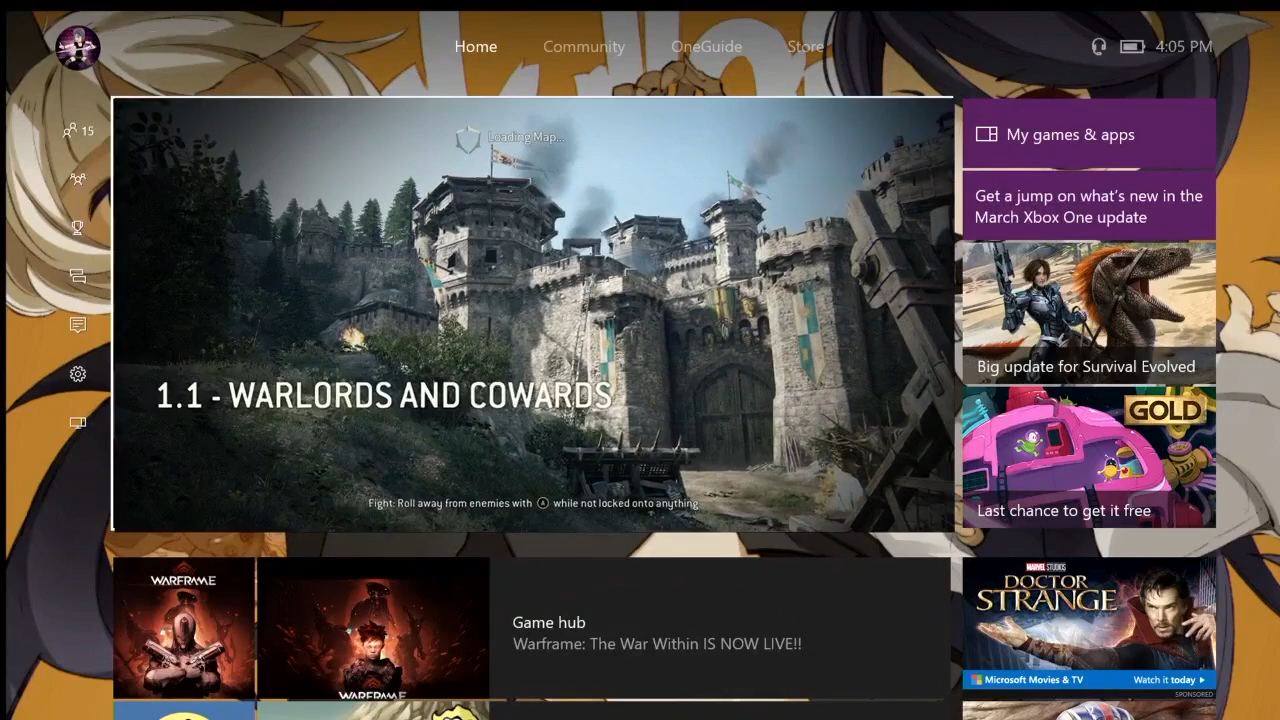 Home
Community
OneGuide
Store
4:05 PM
15
Loading Map...
1.1 - WARLORDS AND COWARDS
Fight: Roll away from enemies with A while not locked onto anything
My games & apps
Get a jump on what's new in the
March Xbox One update
Big update for Survival Evolved
GOLD
Last chance to get it free
WARFRAME
WARFRAME
Game hub
Warframe: The War Within IS NOW LIVE!!
MARVEL STUDIOS
DOCTOR
STRANGE
Microsoft Movies & TV
Watch it today
SPONSORED